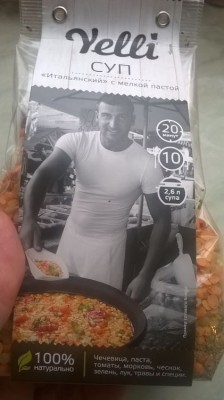 Yelli
СУП
«Итальянский» с мелкой пастой
20
минут
10
2,6 л
супа
100%
натурально
Чечевица, паста,
томаты, морковь, чеснок,
зелень, лук, травы и специи.